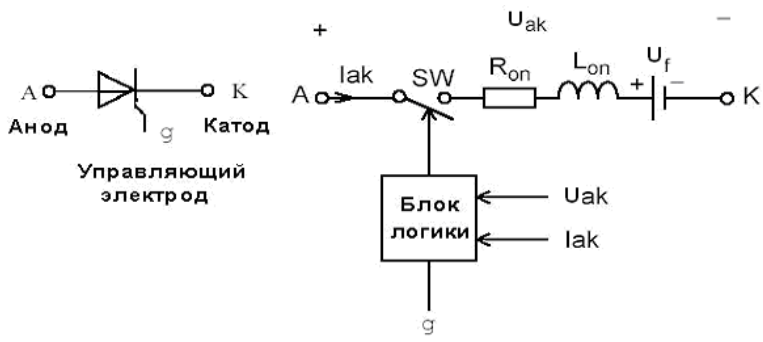 A
K
Анод
g
Катод
Управляющий
электрод
+
Uak
−
A
Iak
SW
Ron
Lon
+
Uf
−
K
Блок
логики
Uak
Iak
g